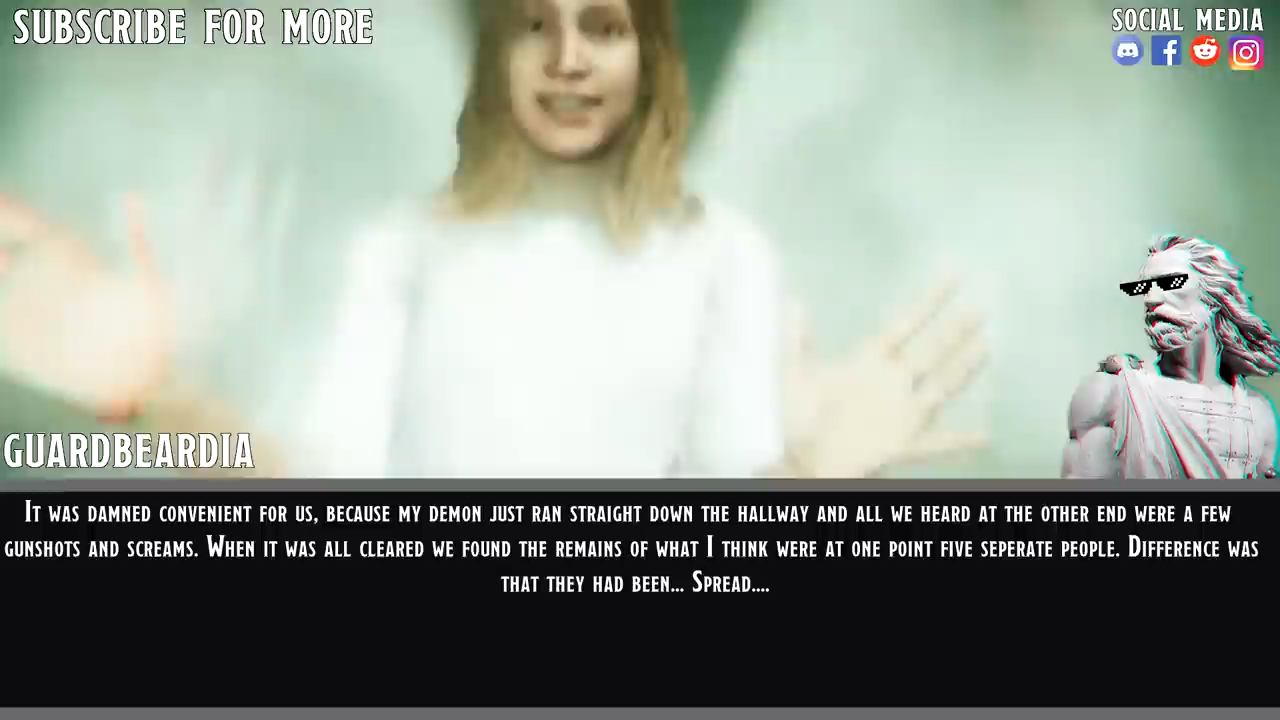 SUBSCRIBE FOR MORE
SOCIAL MEDIA
GUARDBEARDIA
It was damned convenient for us, because my demon just ran straight down the hallway and all we heard at the other end were a few
gunshots and screams. When it was all cleared we found the remains of what I think were at one point five seperate people. Difference was
that they had been... Spread....